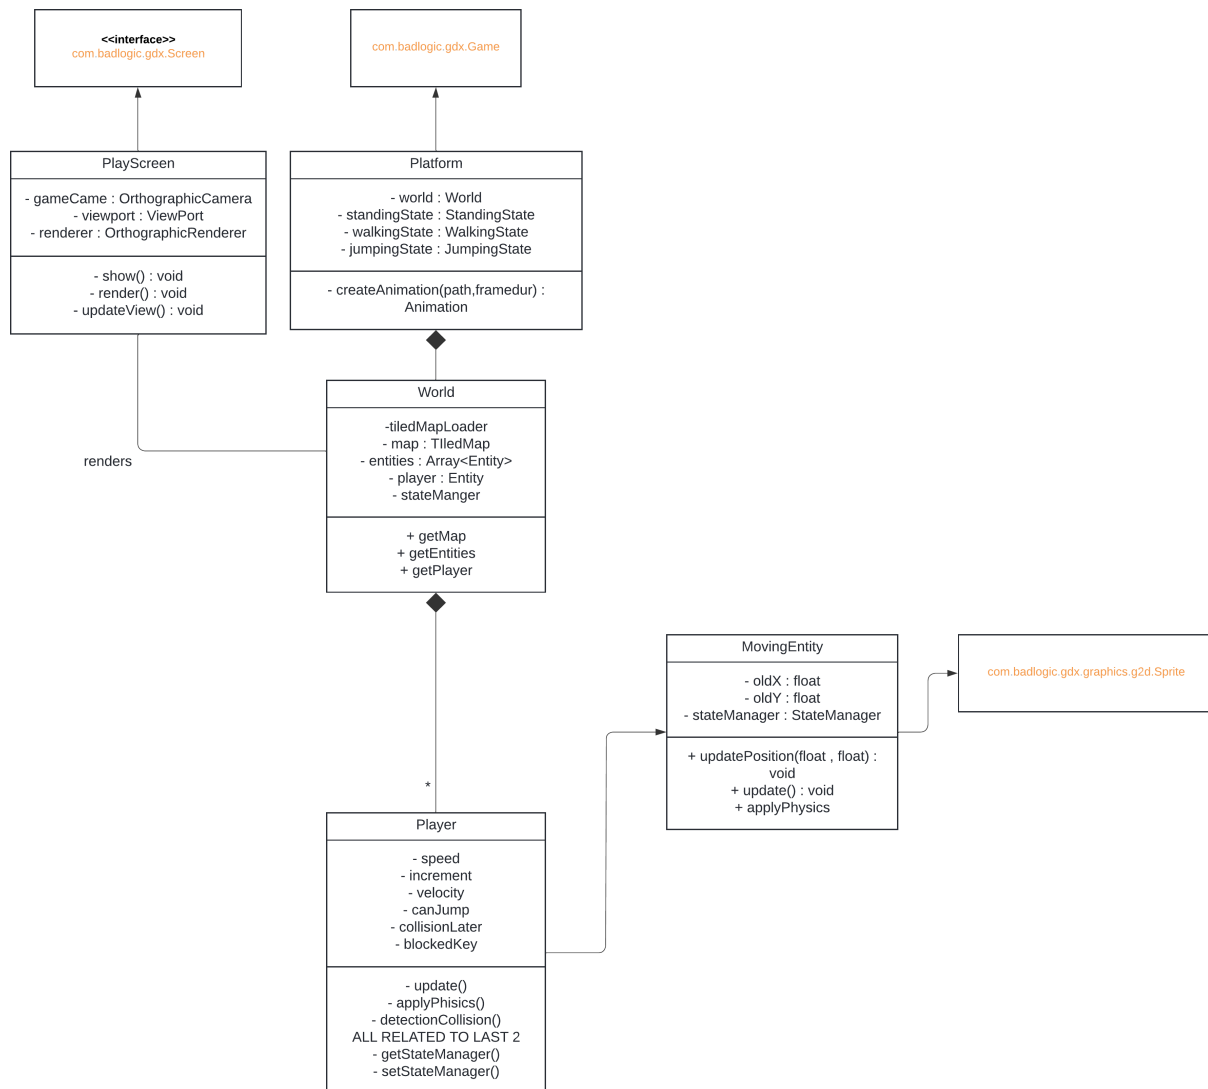 <<interface>>
com.badlogic.gdx.Screen
com.badlogic.gdx.Game
PlayScreen
- gameCame : OrthographicCamera
- viewport : ViewPort
- renderer : OrthographicRenderer
- show() : void
- render() : void
- updateView() : void
Platform
- world : World
- standingState : StandingState
- walkingState : WalkingState
- jumpingState : JumpingState
- createAnimation(path,framedur) :
Animation
World
-tiledMapLoader
- map : TIledMap
- entities : Array<Entity>
- player : Entity
- stateManger
+ getMap
+ getEntities
+ getPlayer
renders
MovingEntity
- oldX : float
- oldY : float
- stateManager : StateManager
+ updatePosition(float , float) :
void
+ update() : void
+ applyPhysics
com.badlogic.gdx.graphics.g2d.Sprite
*
Player
- speed
- increment
- velocity
- canJump
- collisionLater
- blockedKey
- update()
- applyPhisics()
- detectionCollision()
ALL RELATED TO LAST 2
- getStateManager()
- setStateManager()